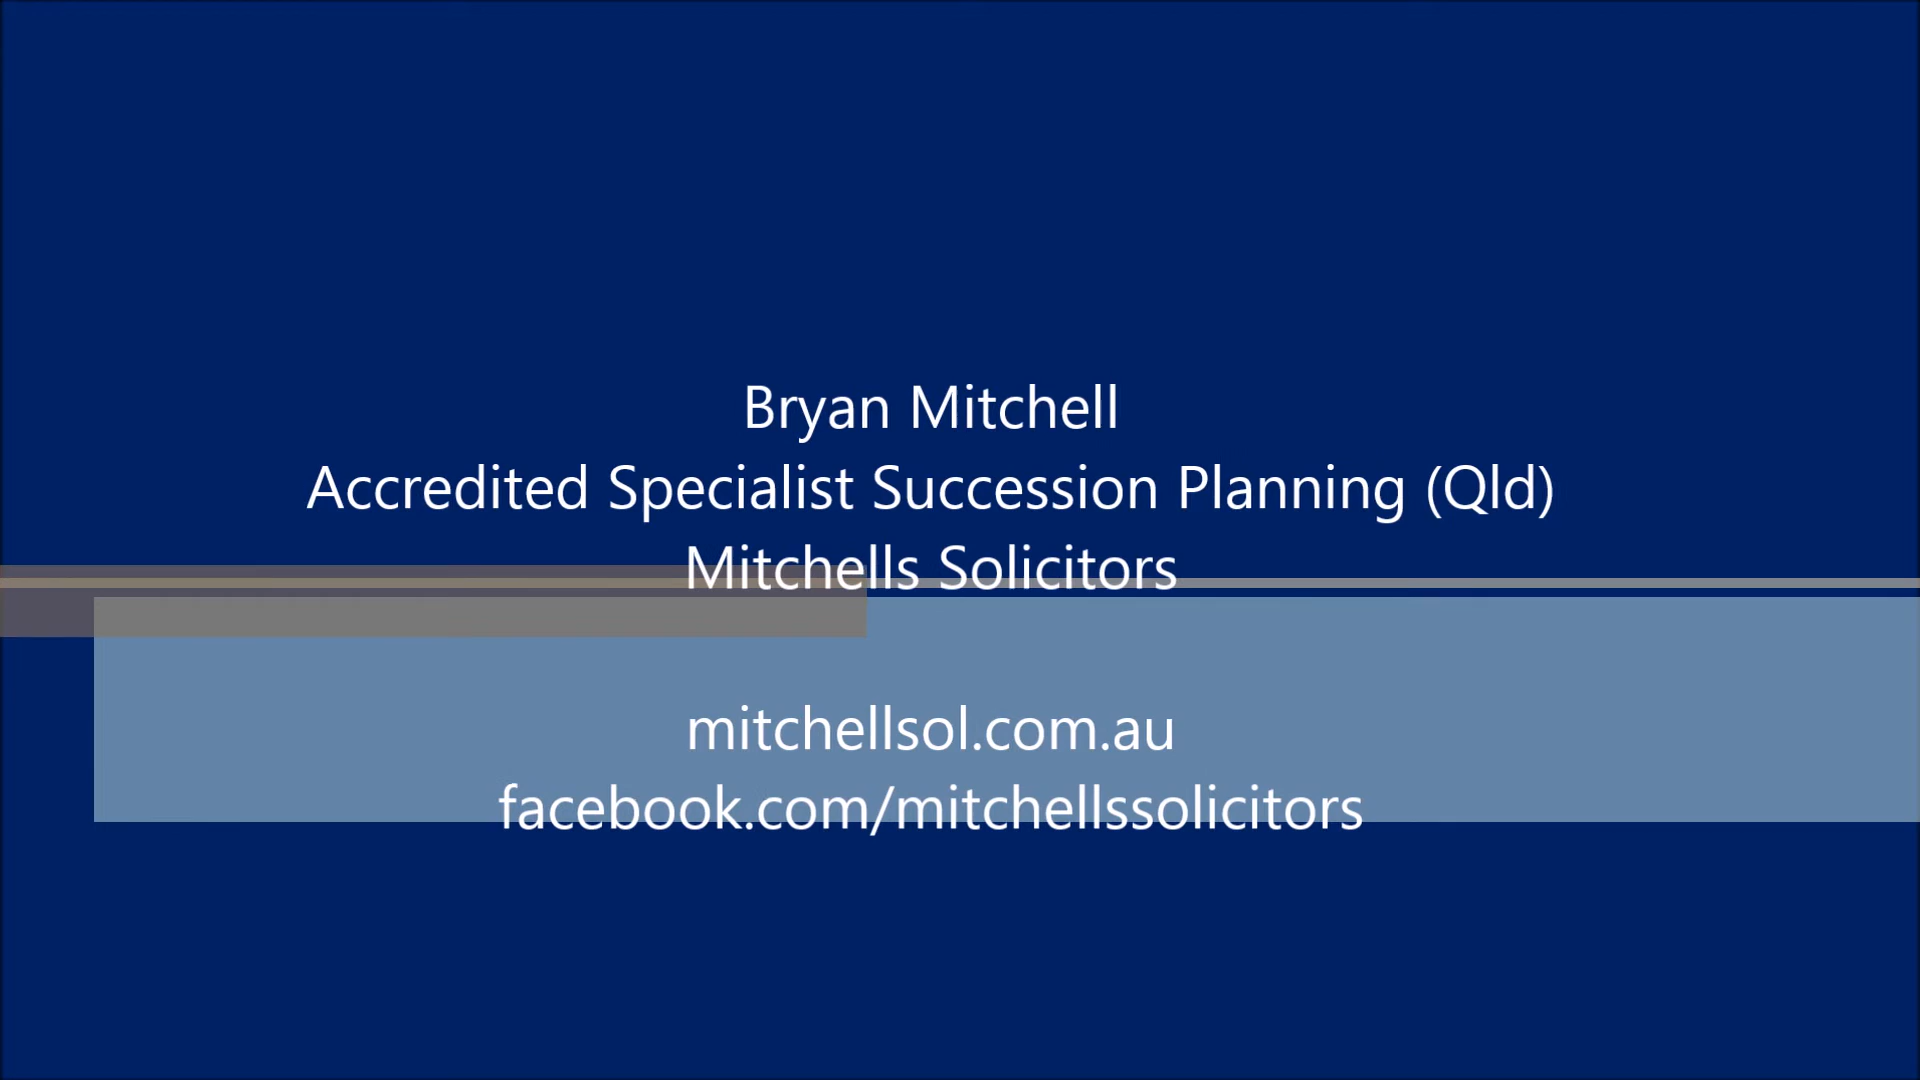 Bryan Mitchell
Accredited Specialist Succession Planning (Qld)
Mitchells Solicitors
mitchellsol.com.au
facebook.com/mitchellssolicitors